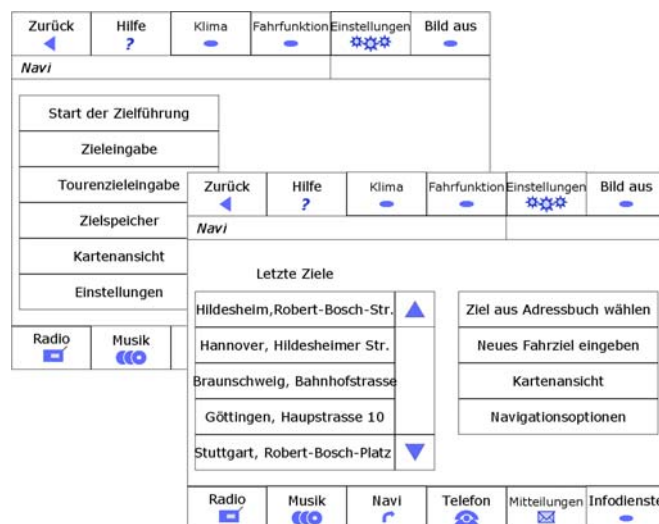 Zurück Hilfe Klima Fahrfunktion Einstellungen Bild aus
?
Navi
Start der Zielführung
Zieleingabe
Tourenzieleingabe
Zielspeicher
Kartenansicht
Einstellungen
Radio Musik
Zurück Hilfe Klima Fahrfunktion Einstellungen Bild aus
?
Navi
Letzte Ziele
Hildesheim,Robert-Bosch-Str.
Hannover, Hildesheimer Str.
Braunschweig, Bahnhofstrasse
Göttingen, Haupstrasse 10
Stuttgart, Robert-Bosch-Platz
Ziel aus Adressbuch wählen
Neues Fahrziel eingeben
Kartenansicht
Navigationsoptionen
Radio Musik Navi Telefon Mitteilungen Infodienste